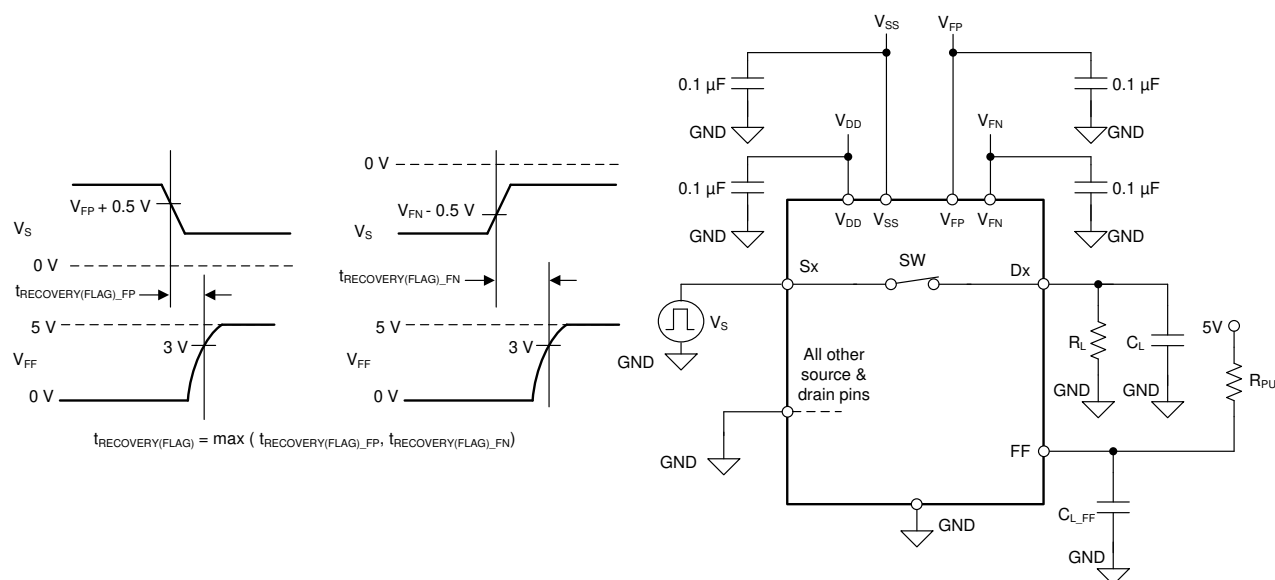 V_FP + 0.5 V
V_S
0 V
t_RECOVERY(FLAG)_FP
5 V
3 V
V_FF
0 V
0 V
V_FN - 0.5 V
V_S
t_RECOVERY(FLAG)_FN
5 V
3 V
V_FF
0 V
t_RECOVERY(FLAG) = max ( t_RECOVERY(FLAG)_FP, t_RECOVERY(FLAG)_FN)
V_SS
V_FP
0.1 µF
0.1 µF
GND
GND
V_DD
V_FN
0.1 µF
0.1 µF
GND
GND
V_DD
V_SS
V_FP
V_FN
Sx
SW
Dx
V_S
GND
R_L
C_L
GND
GND
5V
R_PU
All other
source &
drain pins
GND
FF
GND
C_L_FF
GND